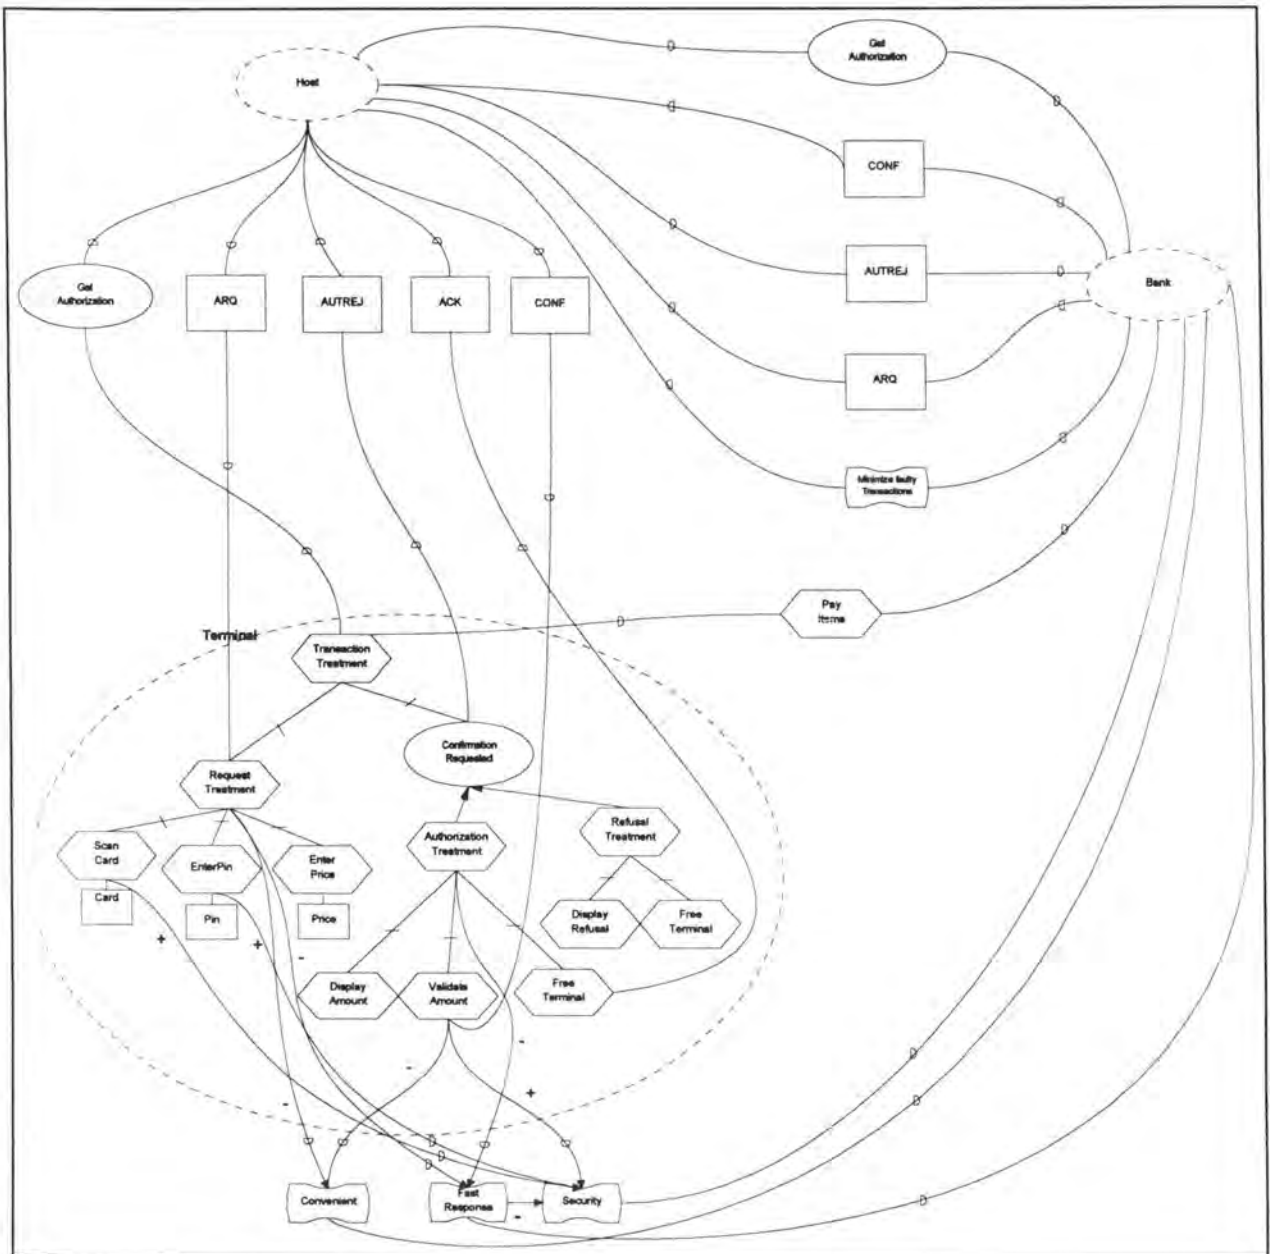 Get
Authorization
Host
CONF
AUTREJ
Bank
Get
Authorization
ARQ
AUTREJ
ACK
CONF
ARQ
Minimize faulty
Transactions
Pay
Items
Terminal
Transaction
Treatment
Confirmation
Requested
Request
Treatment
Refusal
Treatment
Authorization
Treatment
Scan
Card
EnterPin
Enter
Price
Card
Pin
Price
Display
Refusal
Free
Terminal
+
+
-
Display
Amount
Validate
Amount
Free
Terminal
-
-
+
-
Convenient
Fast
Response
Security
-